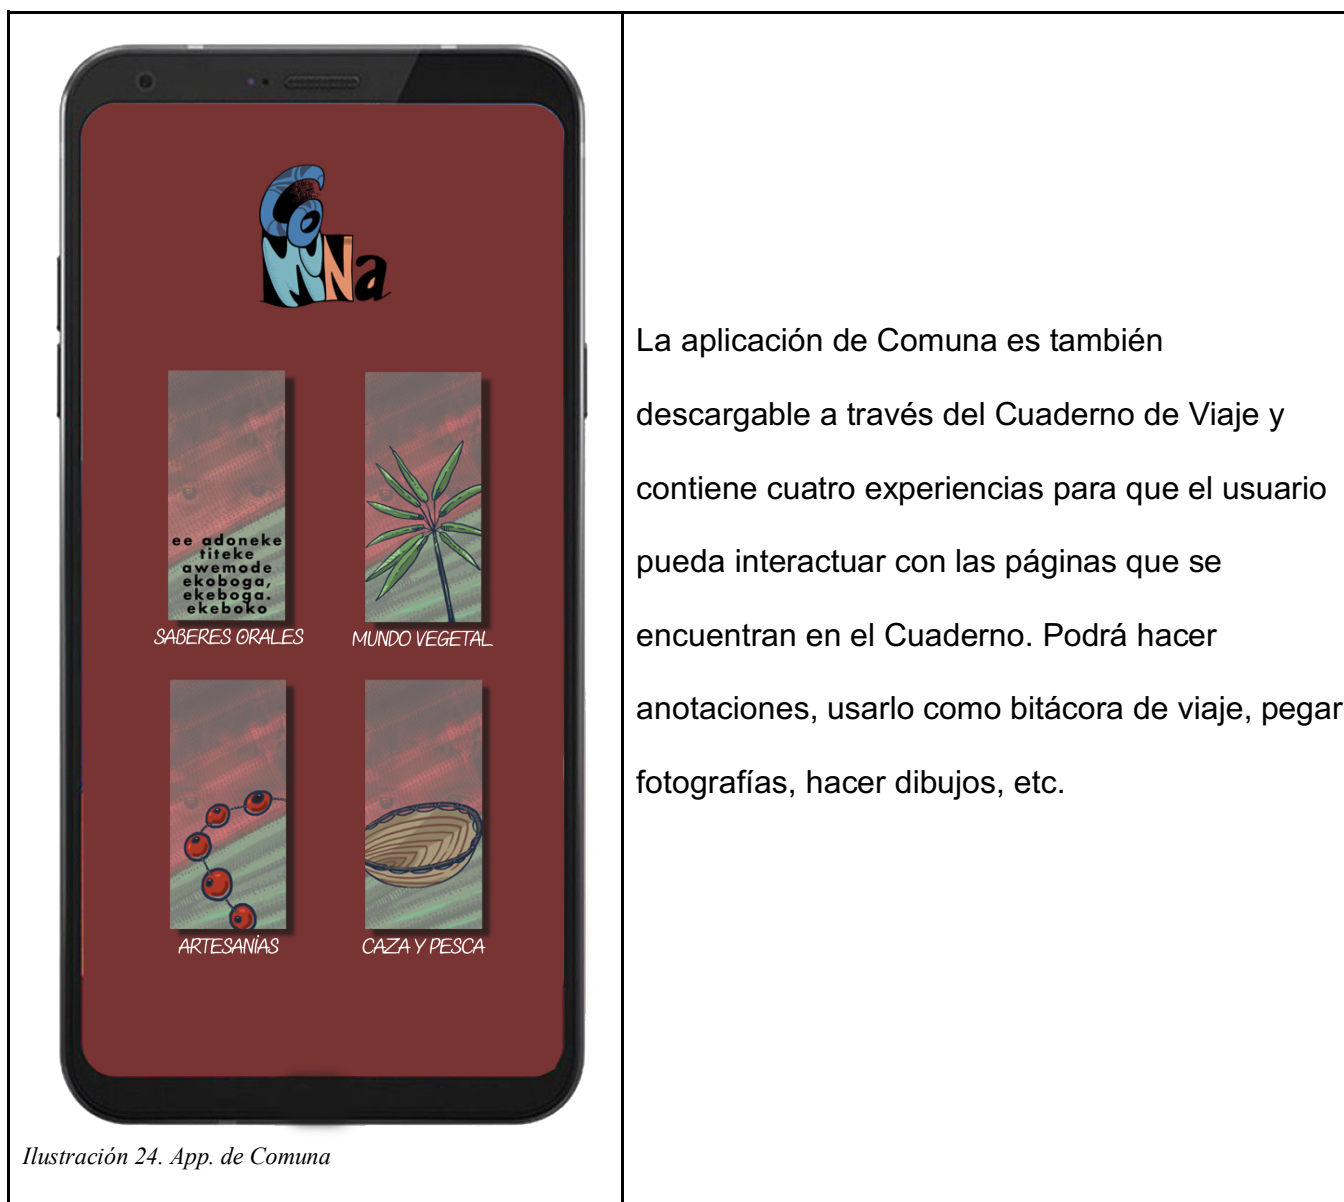 CoMUNa
ee adoneke
titeke
awemode
ekoboga,
ekeboga.
ekeboko
SABERES ORALES
MUNDO VEGETAL
ARTESANÍAS
CAZA Y PESCA
Ilustración 24. App. de Comuna
La aplicación de Comuna es también
descargable a través del Cuaderno de Viaje y
contiene cuatro experiencias para que el usuario
pueda interactuar con las páginas que se
encuentran en el Cuaderno. Podrá hacer
anotaciones, usarlo como bitácora de viaje, pegar
fotografías, hacer dibujos, etc.